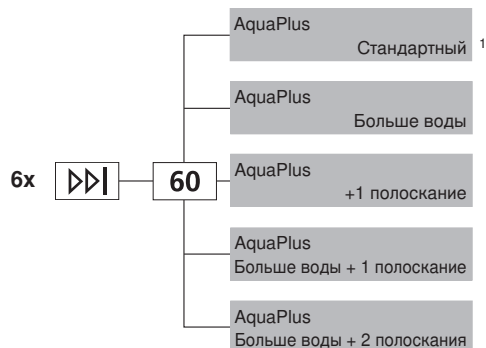 AquaPlus
Стандартный 1
AquaPlus
Больше воды
6x 60
AquaPlus
+1 полоскание
AquaPlus
Больше воды + 1 полоскание
AquaPlus
Больше воды + 2 полоскания